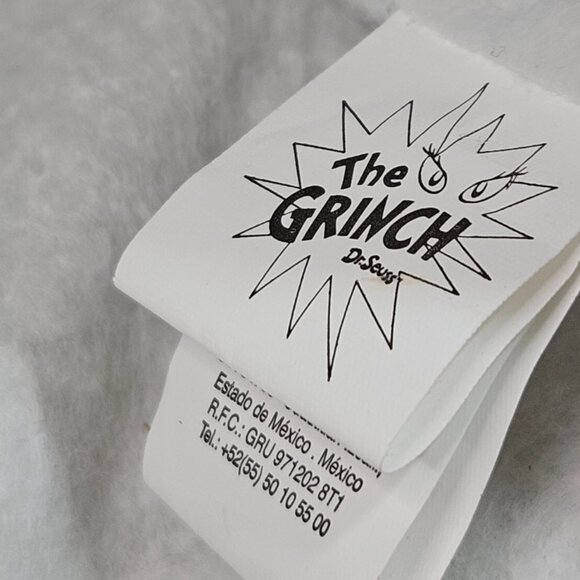 The
GRINCH
Dr. Seuss
Estado de México . México
R.F.C.: GRU 971202 8T1
Tel.: +52(55) 50 10 55 00